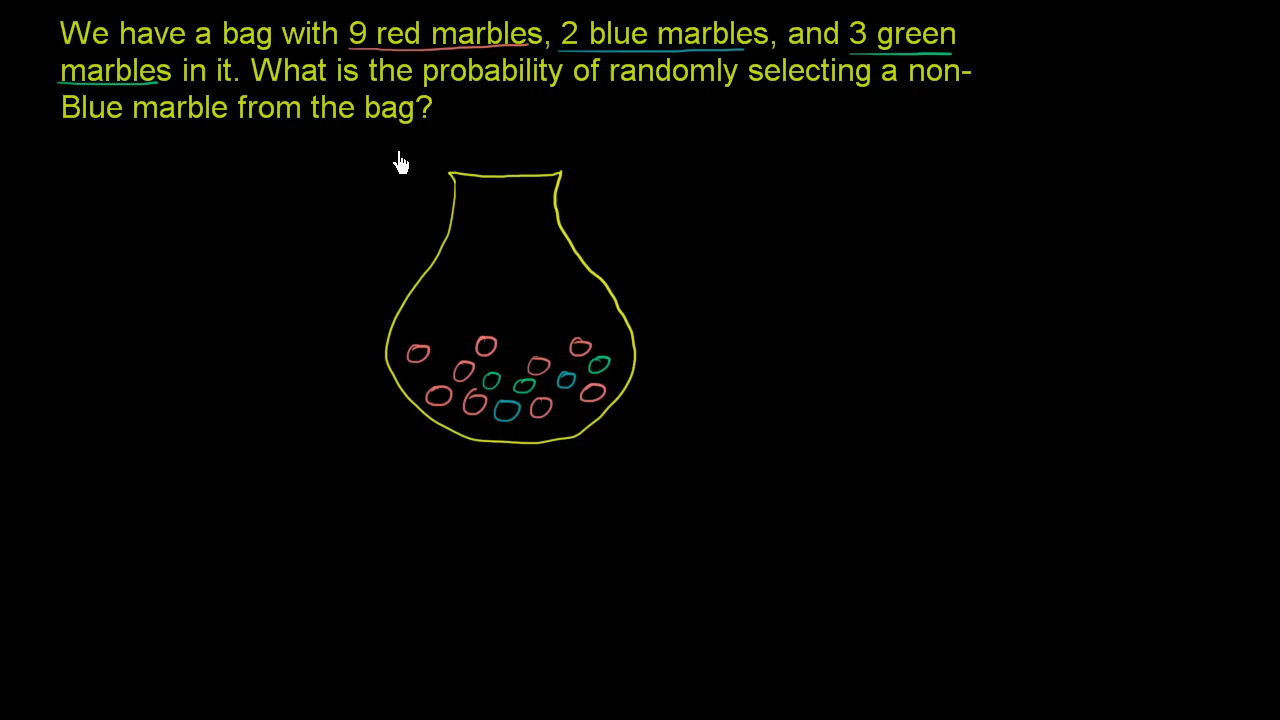 We have a bag with 9 red marbles, 2 blue marbles, and 3 green
marbles in it. What is the probability of randomly selecting a non-
Blue marble from the bag?